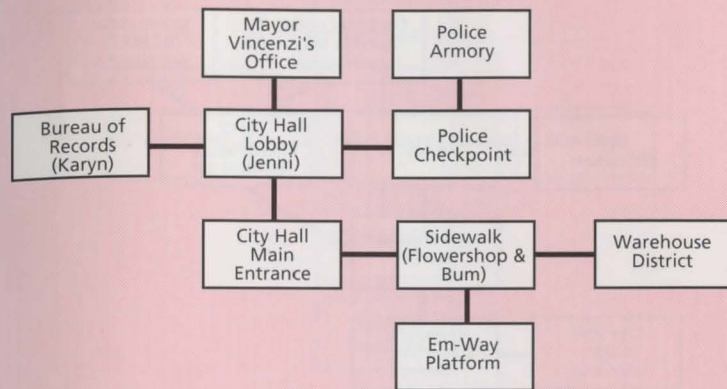 Mayor
Vincenzi's
Office
Police
Armory
Bureau of
Records
(Karyn)
City Hall
Lobby
(Jenni)
Police
Checkpoint
City Hall
Main
Entrance
Sidewalk
(Flowershop &
Bum)
Warehouse
District
Em-Way
Platform